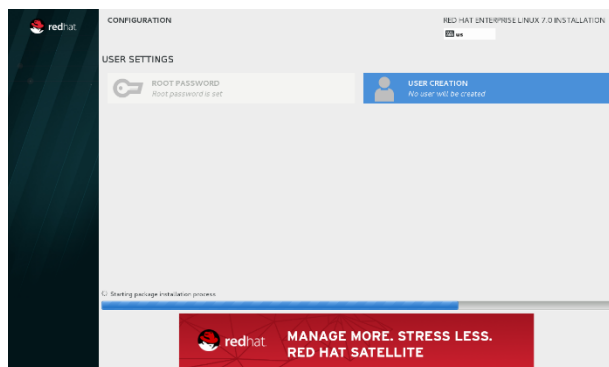 redhat.
CONFIGURATION
RED HAT ENTERPRISE LINUX 7.0 INSTALLATION
us
USER SETTINGS
ROOT PASSWORD
Root password is set
USER CREATION
No user will be created
Starting package installation process
redhat.
MANAGE MORE. STRESS LESS.
RED HAT SATELLITE